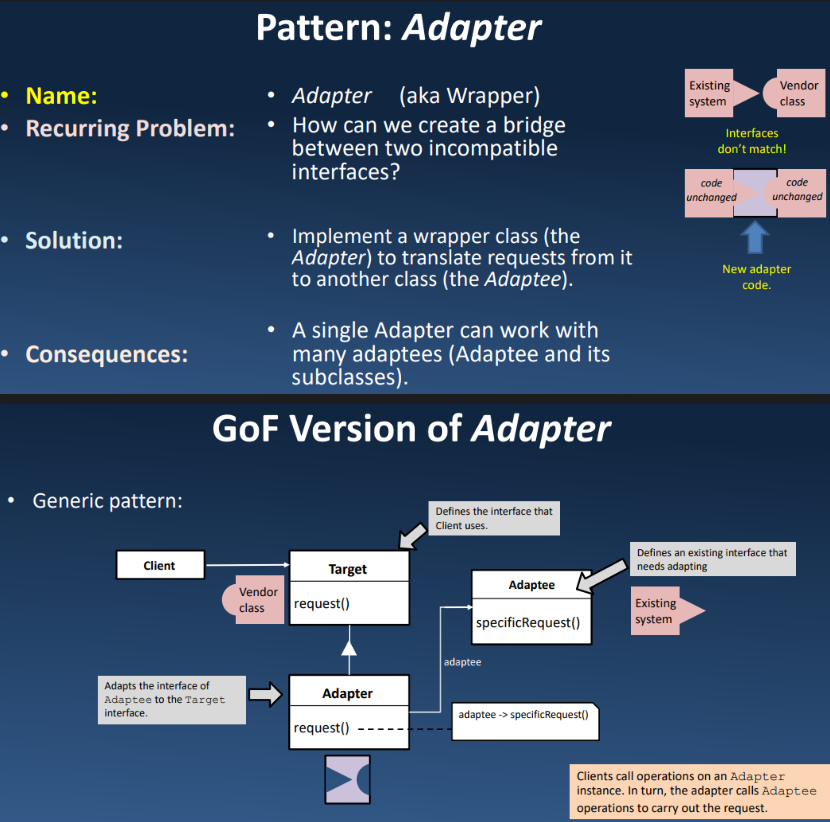 Pattern: Adapter
• Name:
• Adapter (aka Wrapper)
• Recurring Problem:
• How can we create a bridge
between two incompatible
interfaces?
• Solution:
• Implement a wrapper class (the
Adapter) to translate requests from it
to another class (the Adaptee).
• Consequences:
• A single Adapter can work with
many adaptees (Adaptee and its
subclasses).
Existing
system
Vendor
class
Interfaces
don't match!
code
unchanged
code
unchanged
New adapter
code.
GoF Version of Adapter
• Generic pattern:
Defines the interface that
Client uses.
Client
Target
request()
Vendor
class
Defines an existing interface that
needs adapting
Adaptee
specificRequest()
Existing
system
adaptee
Adapts the interface of
Adaptee to the Target
interface.
Adapter
request()
adaptee -> specificRequest()
Clients call operations on an Adapter
instance. In turn, the adapter calls Adaptee
operations to carry out the request.